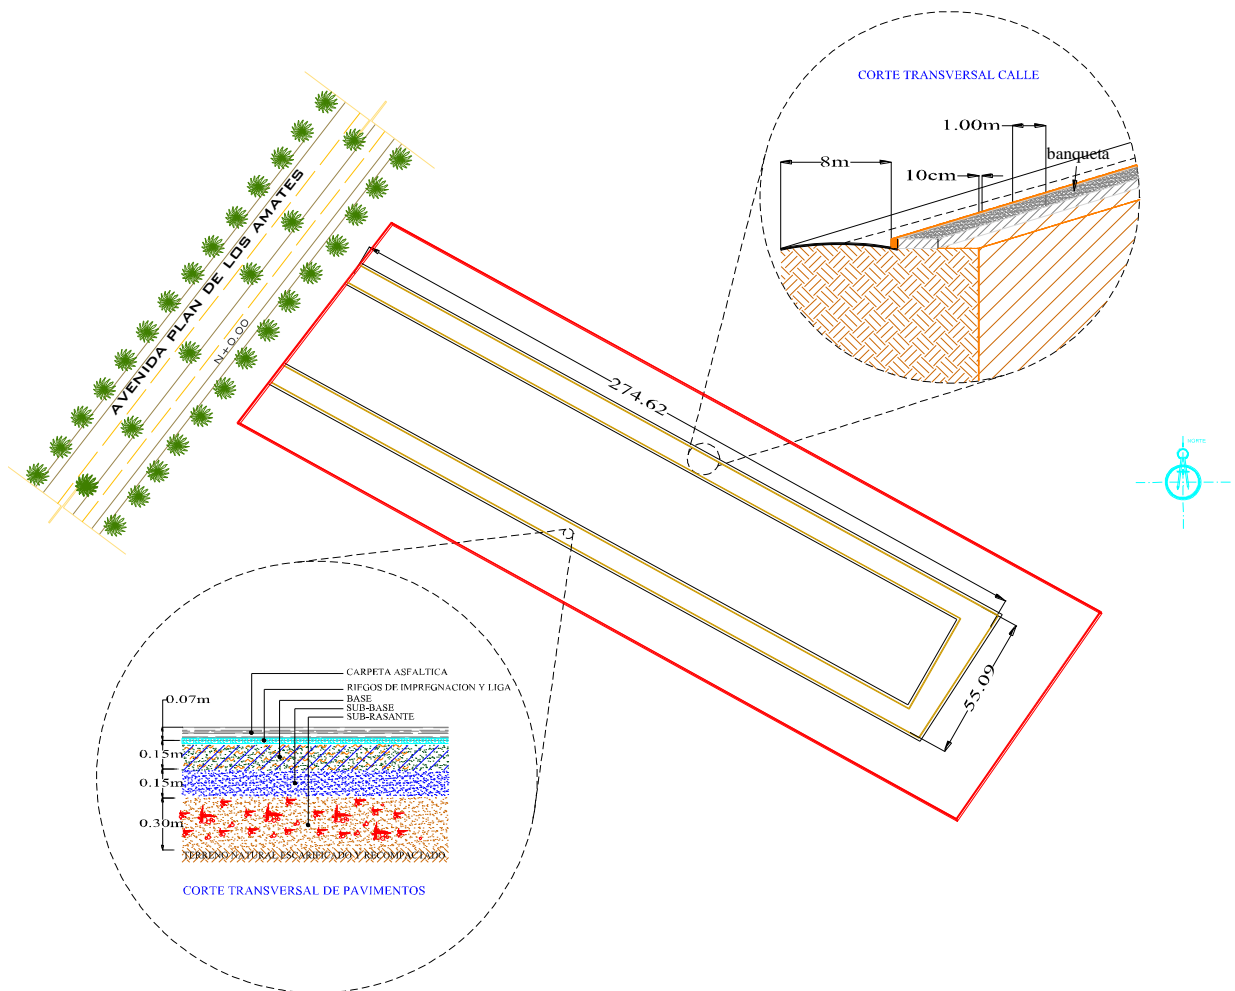 CORTE TRANSVERSAL CALLE
1.00m
banqueta
8m
10cm
AVENIDA PLAN DE LOS AMATES
N+0.00
274.62
NORTE
55.09
CARPETA ASFALTICA
RIEGOS DE IMPREGNACION Y LIGA
BASE
SUB-BASE
SUB-RASANTE
0.07m
0.15m
0.15m
0.30m
TERRENO NATURAL ESCARIFICADO Y RECOMPACTADO
CORTE TRANSVERSAL DE PAVIMENTOS